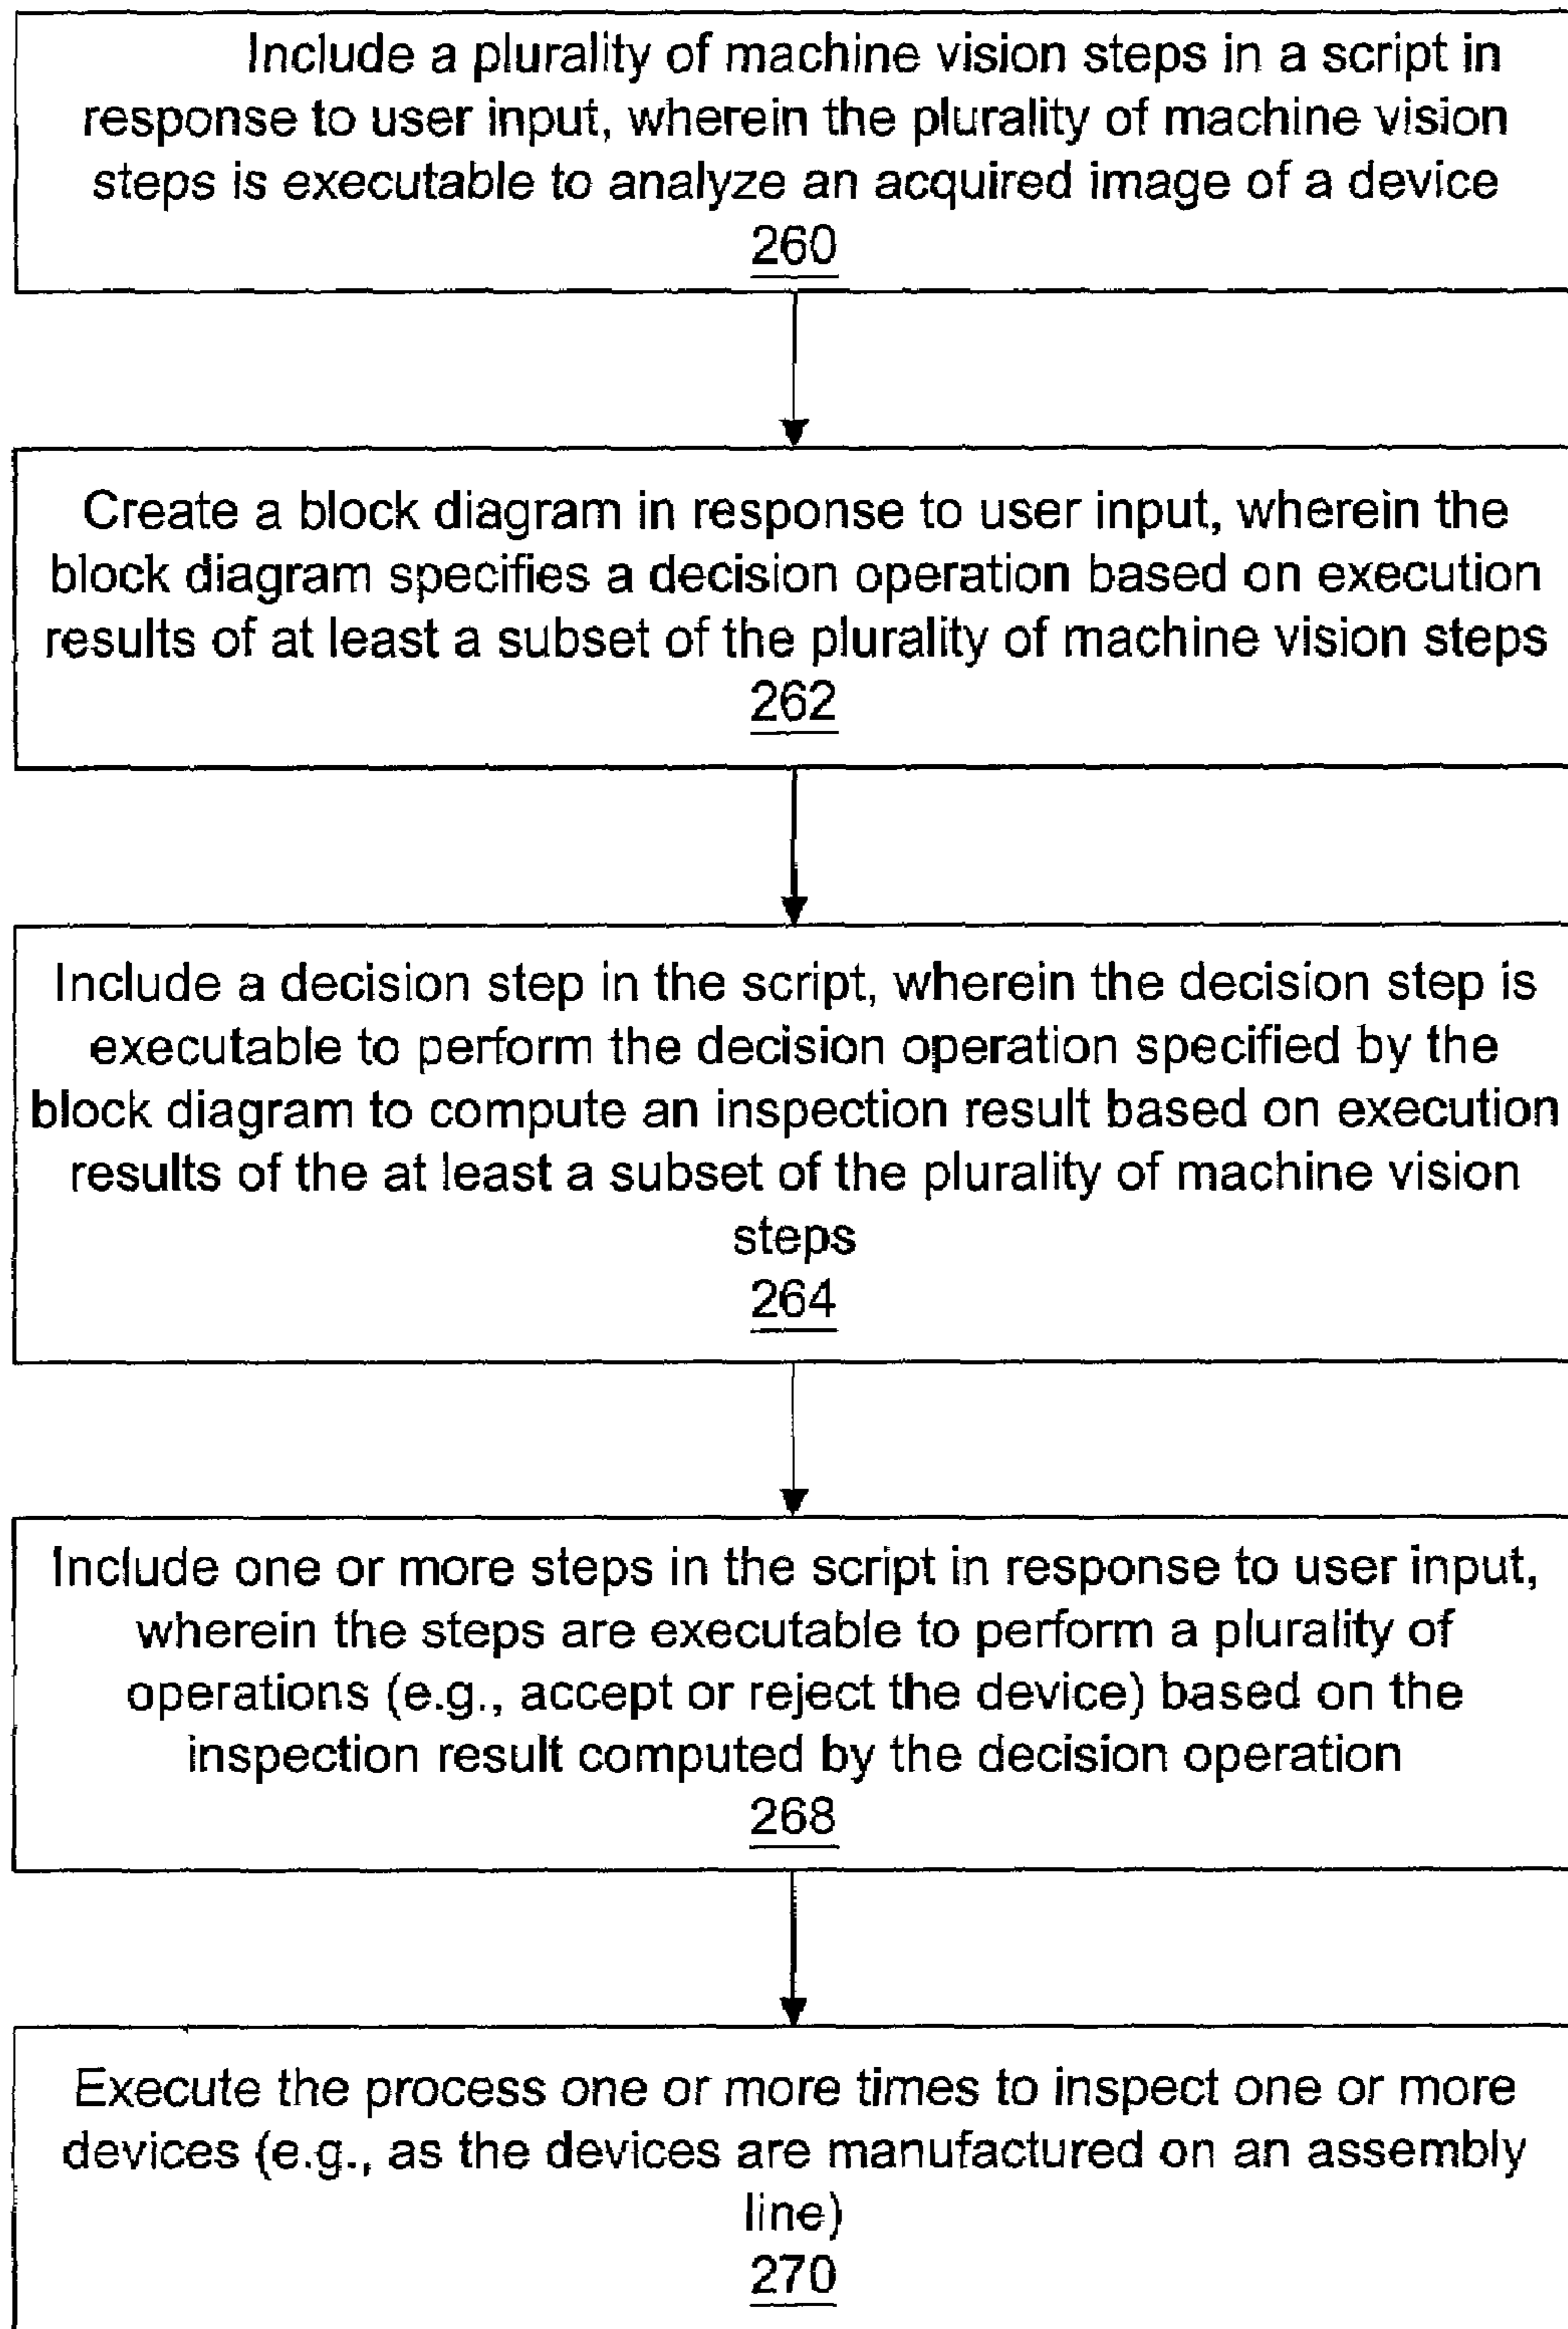 Include a plurality of machine vision steps in a script in
response to user input, wherein the plurality of machine vision
steps is executable to analyze an acquired image of a device
260
Create a block diagram in response to user input, wherein the
block diagram specifies a decision operation based on execution
results of at least a subset of the plurality of machine vision steps
262
Include a decision step in the script, wherein the decision step is
executable to perform the decision operation specified by the
block diagram to compute an inspection result based on execution
results of the at least a subset of the plurality of machine vision
steps
264
Include one or more steps in the script in response to user input,
wherein the steps are executable to perform a plurality of
operations (e.g., accept or reject the device) based on the
inspection result computed by the decision operation
268
Execute the process one or more times to inspect one or more
devices (e.g., as the devices are manufactured on an assembly
line)
270